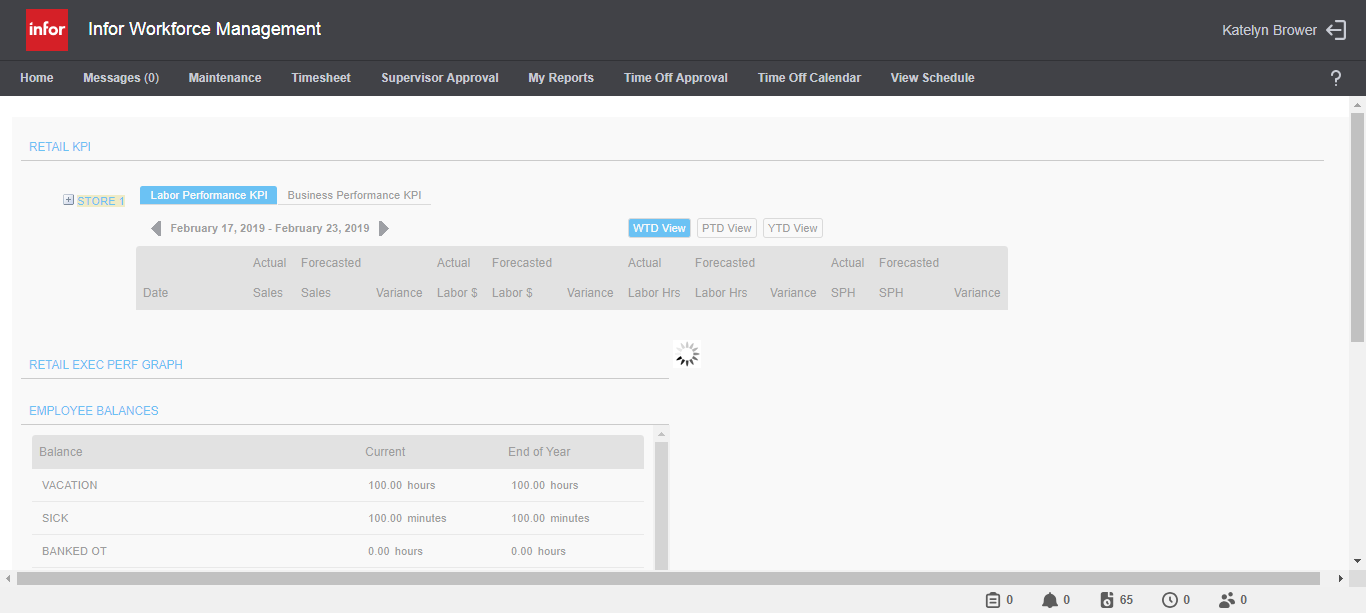 infor Infor Workforce Management Katelyn Brower
Home Messages (0) Maintenance Timesheet Supervisor Approval My Reports Time Off Approval Time Off Calendar View Schedule ?
RETAIL KPI
STORE 1 Labor Performance KPI Business Performance KPI
February 17, 2019 - February 23, 2019 WTD View PTD View YTD View
Actual Forecasted Actual Forecasted Actual Forecasted Actual Forecasted
Date Sales Sales Variance Labor $ Labor $ Variance Labor Hrs Labor Hrs Variance SPH SPH Variance
RETAIL EXEC PERF GRAPH
EMPLOYEE BALANCES
Balance Current End of Year
VACATION 100.00 hours 100.00 hours
SICK 100.00 minutes 100.00 minutes
BANKED OT 0.00 hours 0.00 hours
0 0 65 0 0